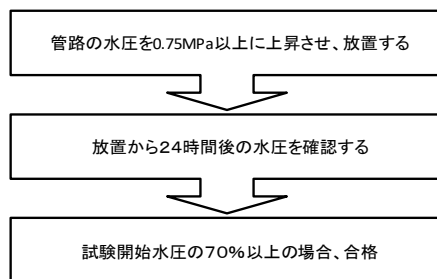 管路の水圧を0.75MPa以上に上昇させ、放置する
放置から２４時間後の水圧を確認する
試験開始水圧の７０％以上の場合、合格